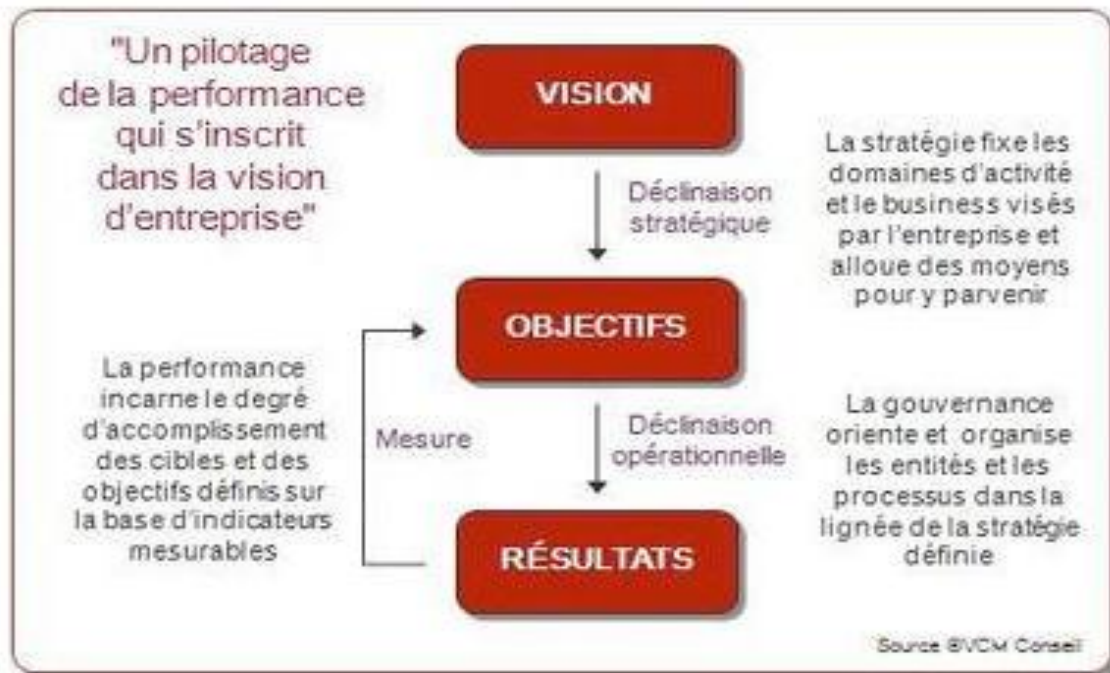 "Un pilotage
de la performance
qui s'inscrit
dans la vision
d'entreprise"
VISION
Déclinaison
stratégique
La stratégie fixe les
domaines d'activité
et le business visés
par l'entreprise et
alloue des moyens
pour y parvenir
OBJECTIFS
La performance
incarne le degré
d'accomplissement
des cibles et des
objectifs définis sur
la base d'indicateurs
mesurables
Mesure
Déclinaison
opérationnelle
La gouvernance
oriente et organise
les entités et les
processus dans la
lignée de la stratégie
définie
RÉSULTATS
Source ©VCM Conseil